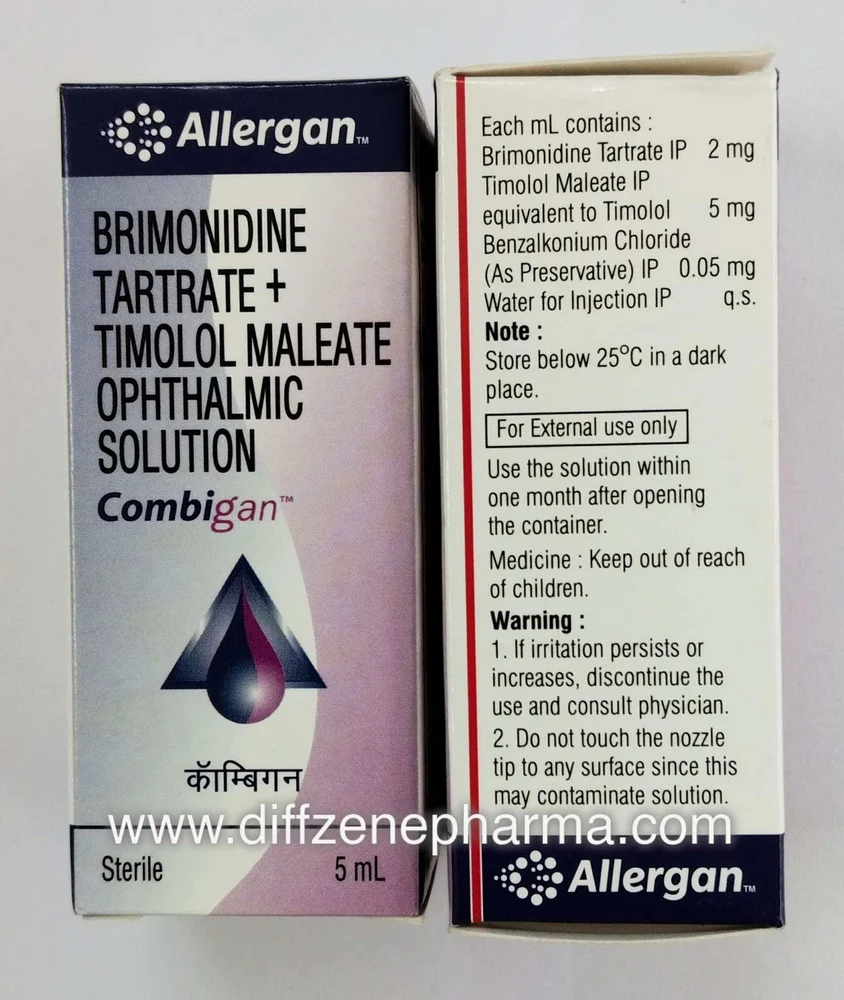 Allergan™
BRIMONIDINE
TARTRATE +
TIMOLOL MALEATE
OPHTHALMIC
SOLUTION
Combigan™
कॅाम्बिगन
Sterile 5 mL
Each mL contains :
Brimonidine Tartrate IP 2 mg
Timolol Maleate IP
equivalent to Timolol 5 mg
Benzalkonium Chloride
(As Preservative) IP 0.05 mg
Water for Injection IP q.s.
Note :
Store below 25°C in a dark
place.
For External use only
Use the solution within
one month after opening
the container.
Medicine : Keep out of reach
of children.
Warning :
1. If irritation persists or
increases, discontinue the
use and consult physician.
2. Do not touch the nozzle
tip to any surface since this
may contaminate solution.
Allergan™
www.diffzenepharma.com